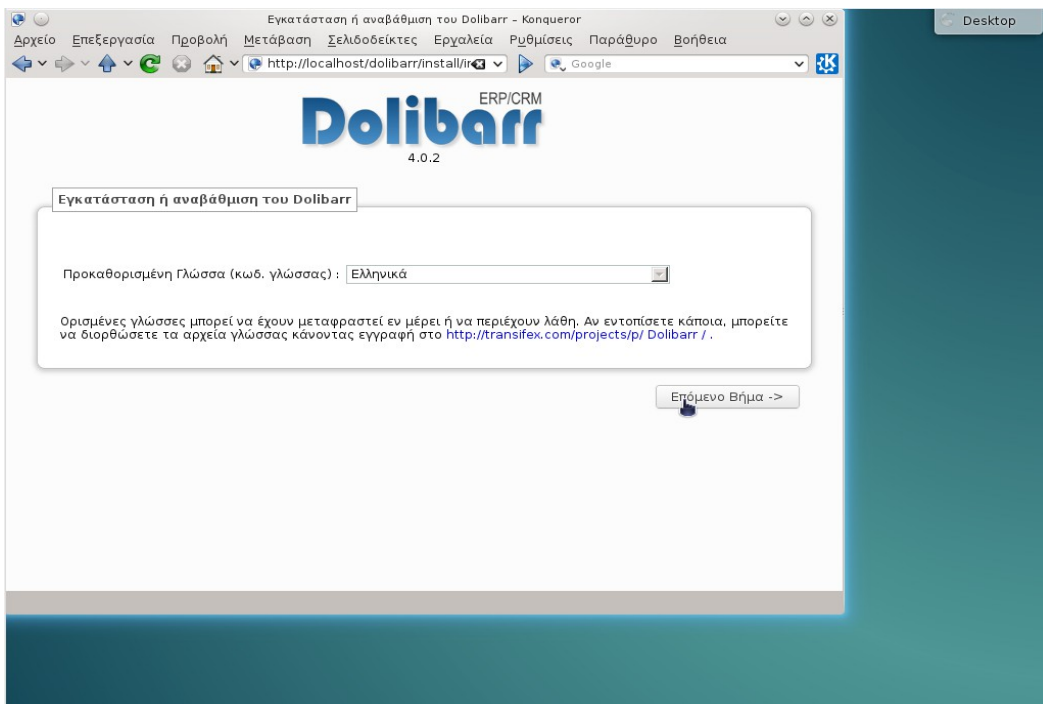 Εγκατάσταση ή αναβάθμιση του Dolibarr – Konqueror
Desktop
Αρχείο Επεξεργασία Προβολή Μετάβαση Σελιδοδείκτες Εργαλεία Ρυθμίσεις Παράθυρο Βοήθεια
http://localhost/dolibarr/install/in
Google
Dolibarr ERP/CRM
4.0.2
Εγκατάσταση ή αναβάθμιση του Dolibarr
Προκαθορισμένη Γλώσσα (κωδ. γλώσσας) : Ελληνικά
Ορισμένες γλώσσες μπορεί να έχουν μεταφραστεί εν μέρει ή να περιέχουν λάθη. Αν εντοπίσετε κάποια, μπορείτε
να διορθώσετε τα αρχεία γλώσσας κάνοντας εγγραφή στο http://transifex.com/projects/p/ Dolibarr / .
Επόμενο Βήμα ->